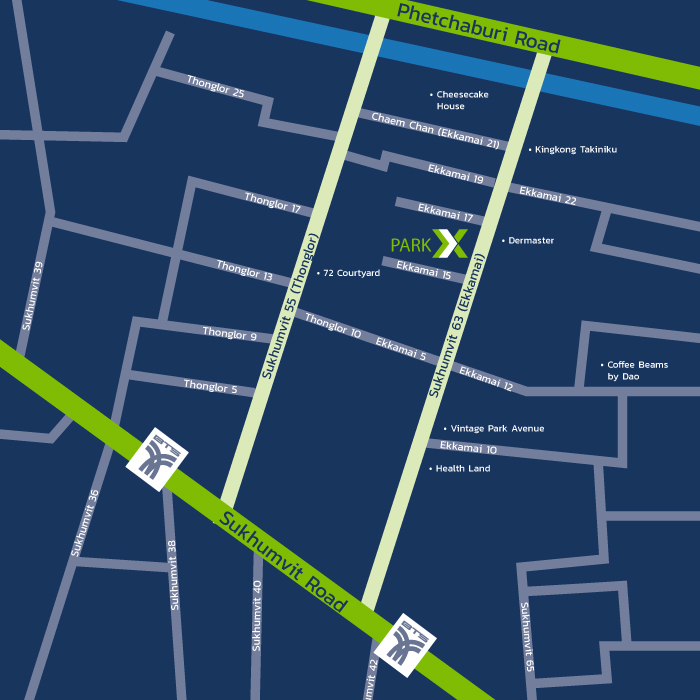 Phetchaburi Road
Thonglor 25
• Cheesecake
House
Chaem Chan (Ekkamai 21)
• Kingkong Takiniku
Ekkamai 19
Ekkamai 22
Thonglor 17
Ekkamai 17
PARK X
• Dermaster
Sukhumvit 39
Thonglor 13
• 72 Courtyard
Ekkamai 15
Sukhumvit 55 (Thonglor)
Sukhumvit 63 (Ekkamai)
Thonglor 9
Thonglor 10
Ekkamai 5
Ekkamai 12
• Coffee Beams
by Dao
Thonglor 5
• Vintage Park Avenue
Ekkamai 10
• Health Land
BTS
Sukhumvit 36
Sukhumvit Road
Sukhumvit 38
Sukhumvit 40
BTS
Sukhumvit 65
mvit 42